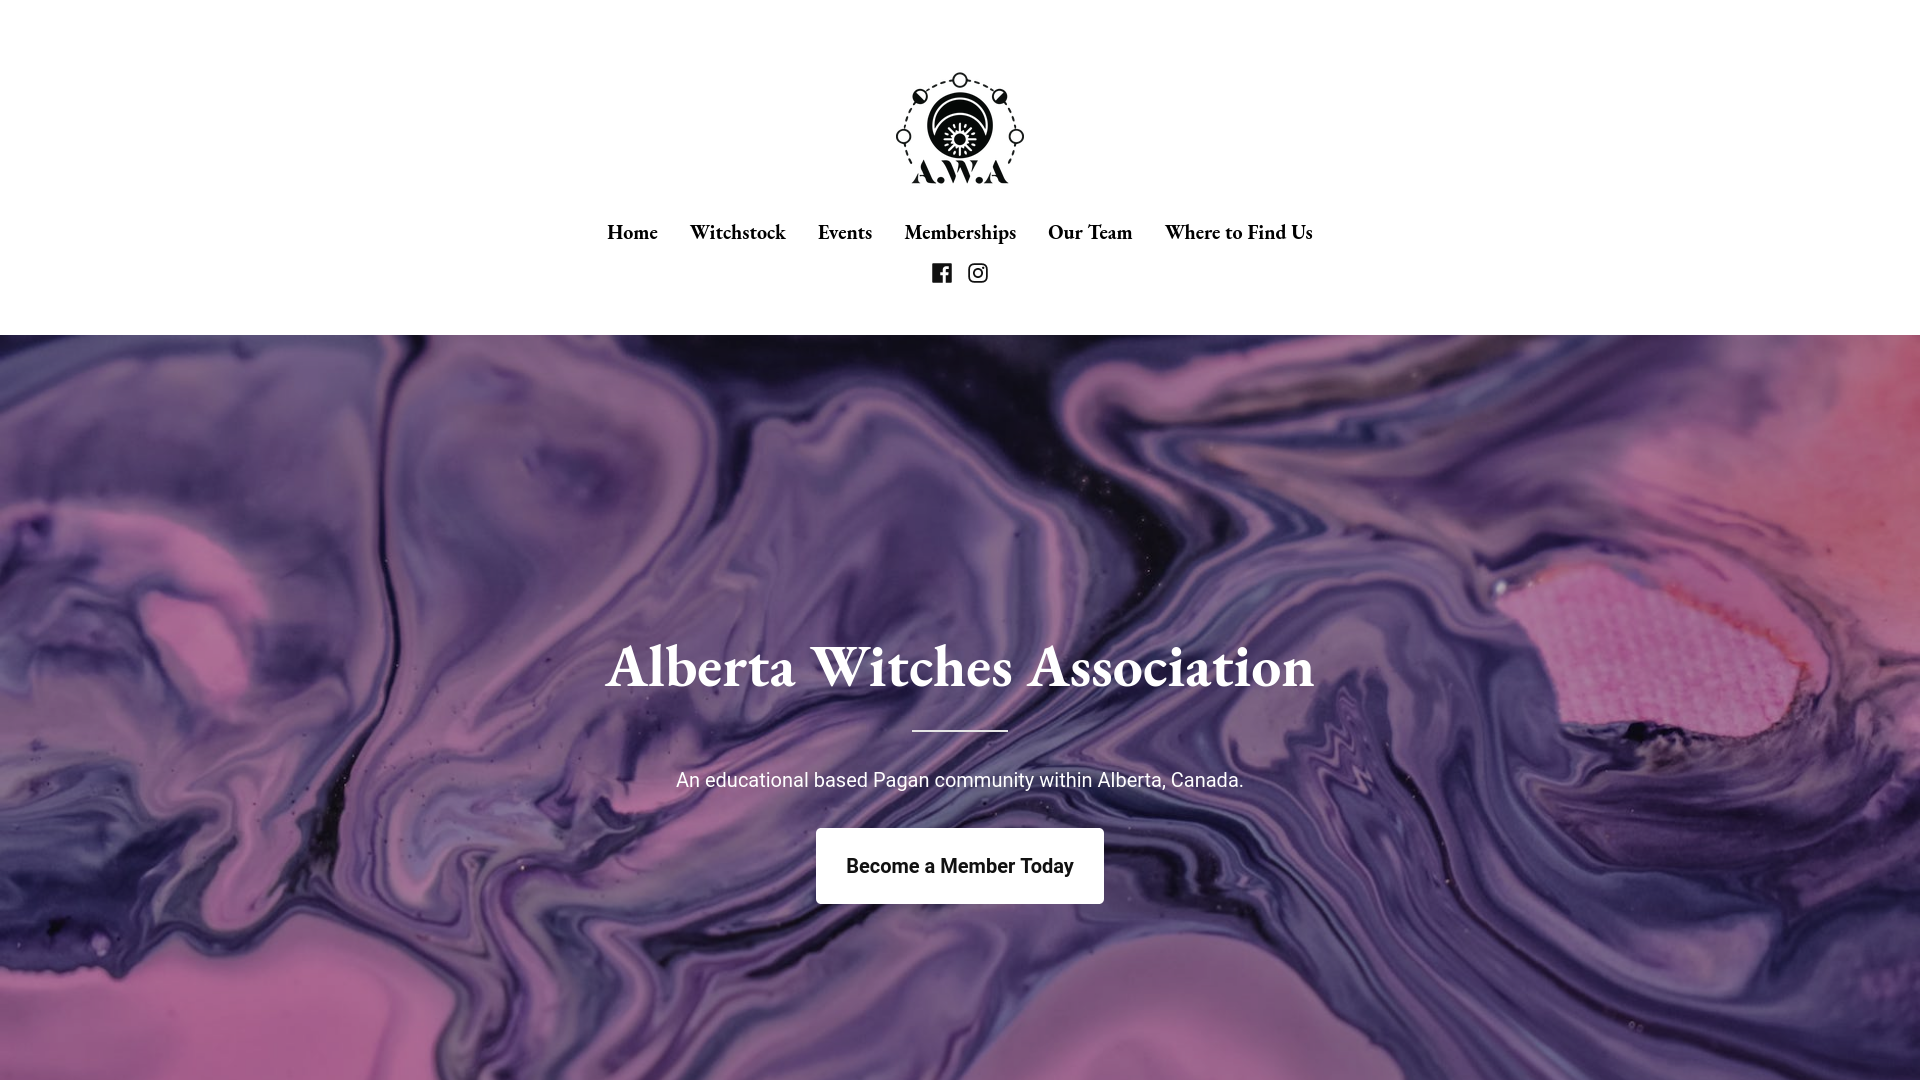 A.W.A
Home Witchstock Events Memberships Our Team Where to Find Us
Alberta Witches Association
An educational based Pagan community within Alberta, Canada.
Become a Member Today